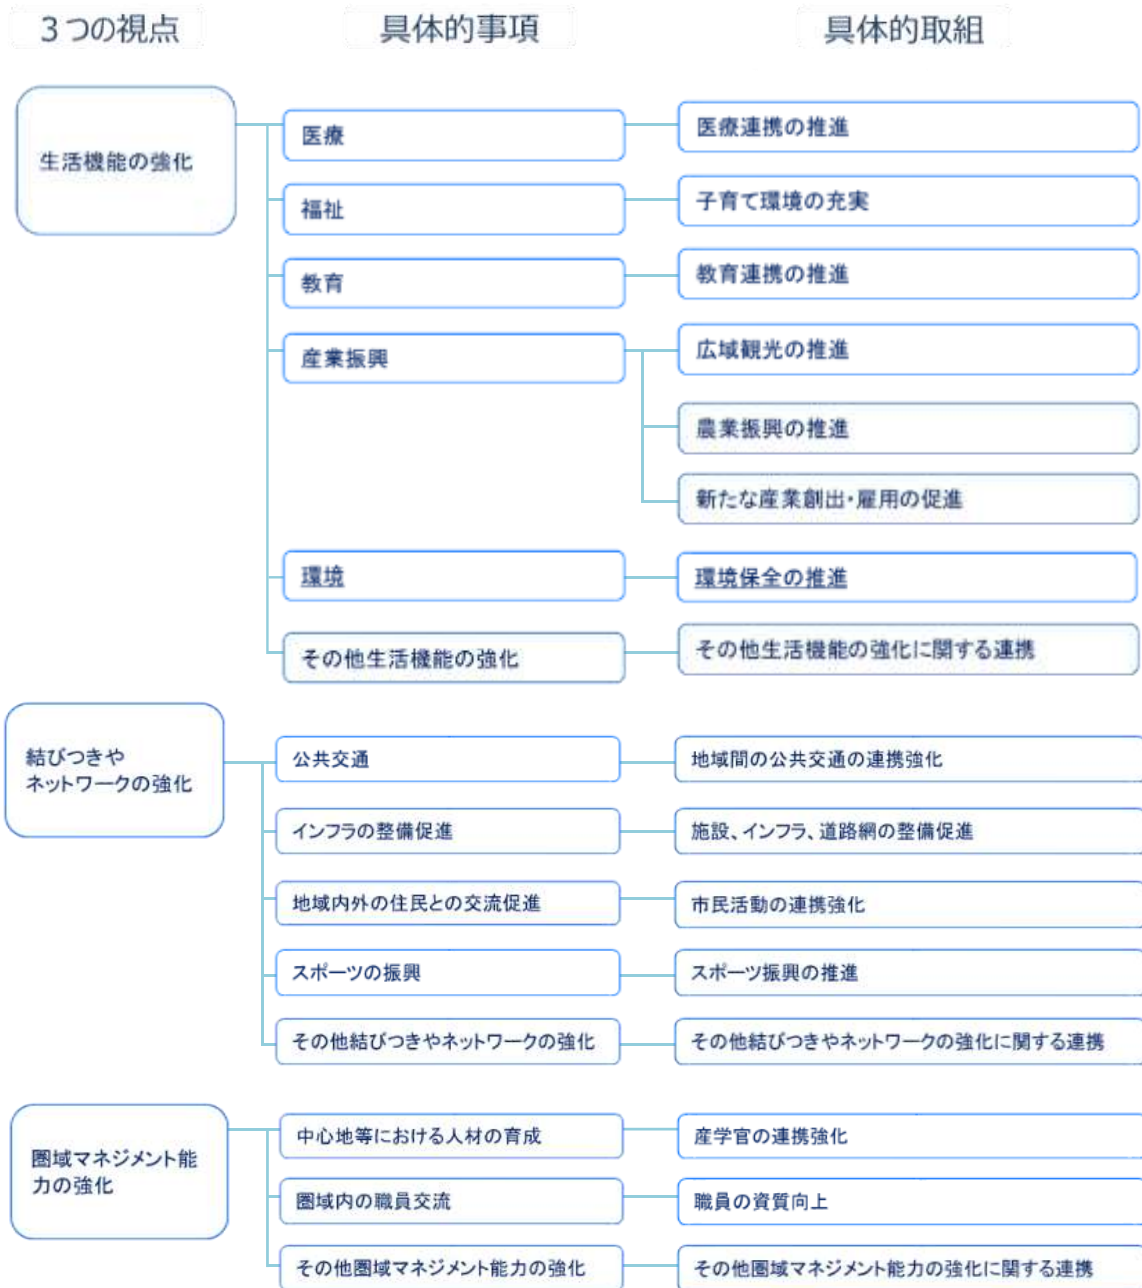 3つの視点
具体的事項
具体的取組
生活機能の強化
医療
医療連携の推進
福祉
子育て環境の充実
教育
教育連携の推進
産業振興
広域観光の推進
農業振興の推進
新たな産業創出・雇用の促進
環境
環境保全の推進
その他生活機能の強化
その他生活機能の強化に関する連携
結びつきや
ネットワークの強化
公共交通
地域間の公共交通の連携強化
インフラの整備促進
施設、インフラ、道路網の整備促進
地域内外の住民との交流促進
市民活動の連携強化
スポーツの振興
スポーツ振興の推進
その他結びつきやネットワークの強化
その他結びつきやネットワークの強化に関する連携
圏域マネジメント能
力の強化
中心地等における人材の育成
産学官の連携強化
圏域内の職員交流
職員の資質向上
その他圏域マネジメント能力の強化
その他圏域マネジメント能力の強化に関する連携